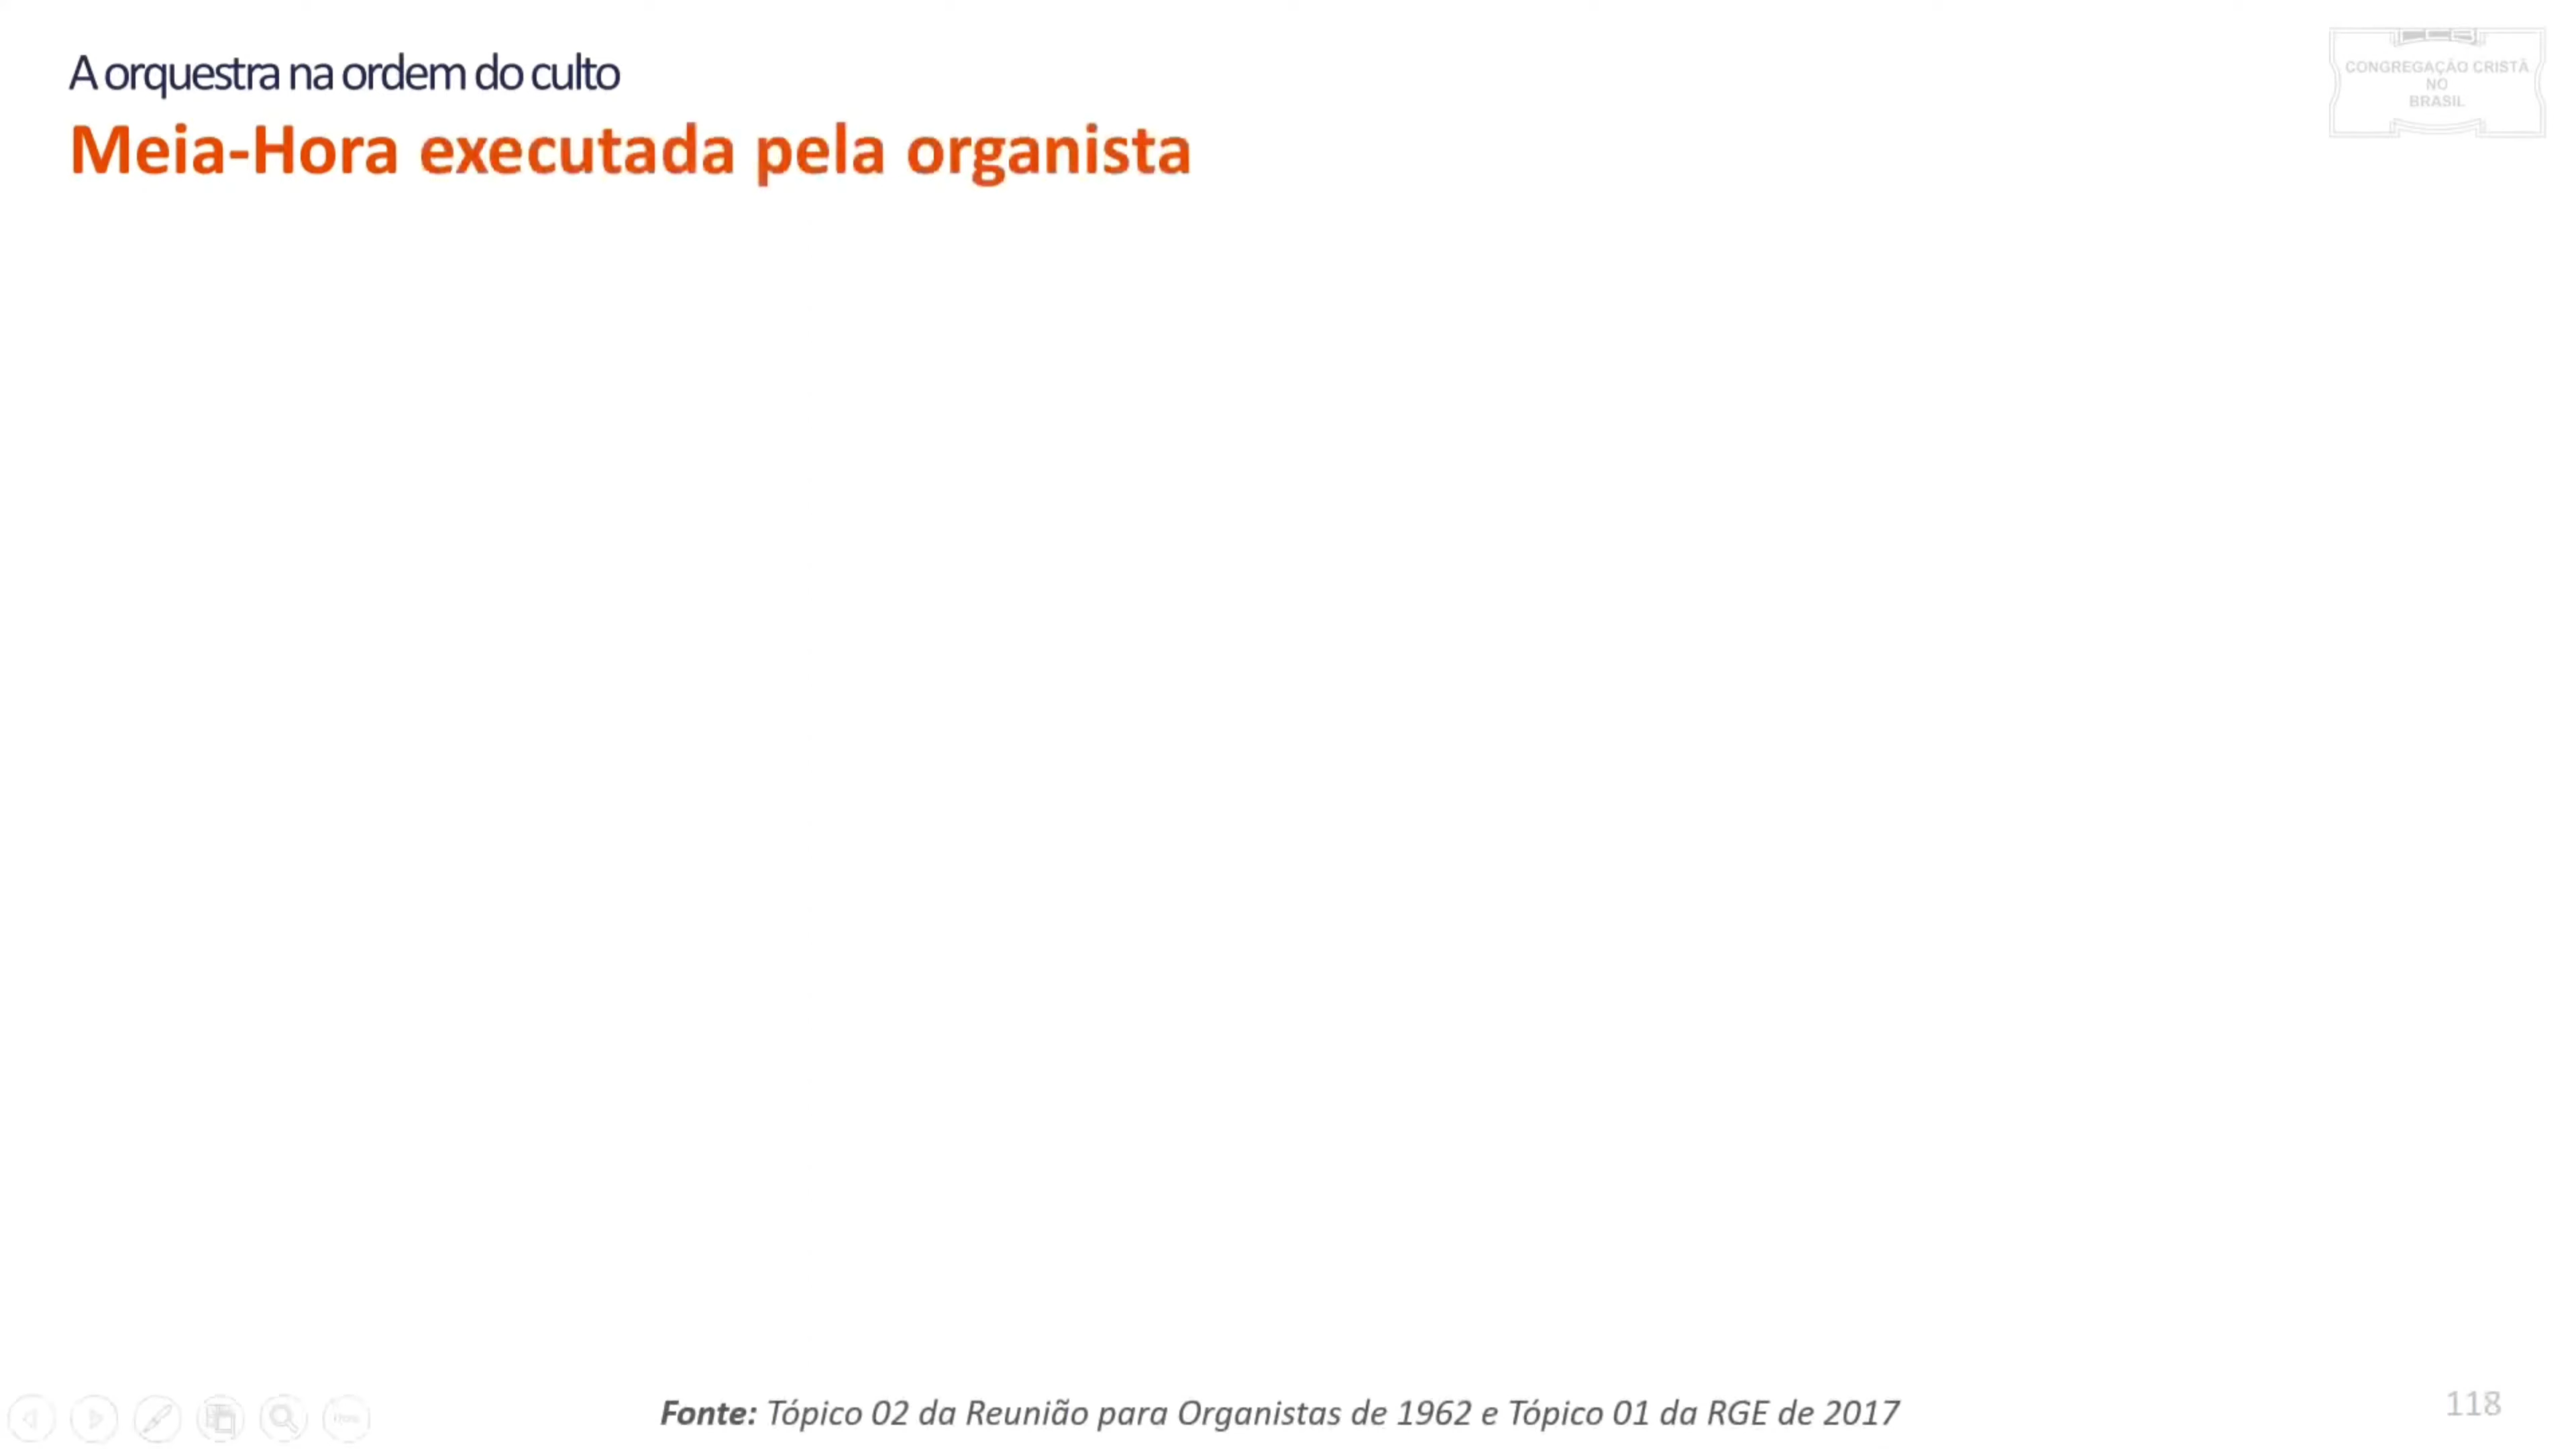 A orquestra na ordem do culto
Meia-Hora executada pela organista
CONGREGAÇÃO CRISTÃ
NO
BRASIL
Fonte: Tópico 02 da Reunião para Organistas de 1962 e Tópico 01 da RGE de 2017
118